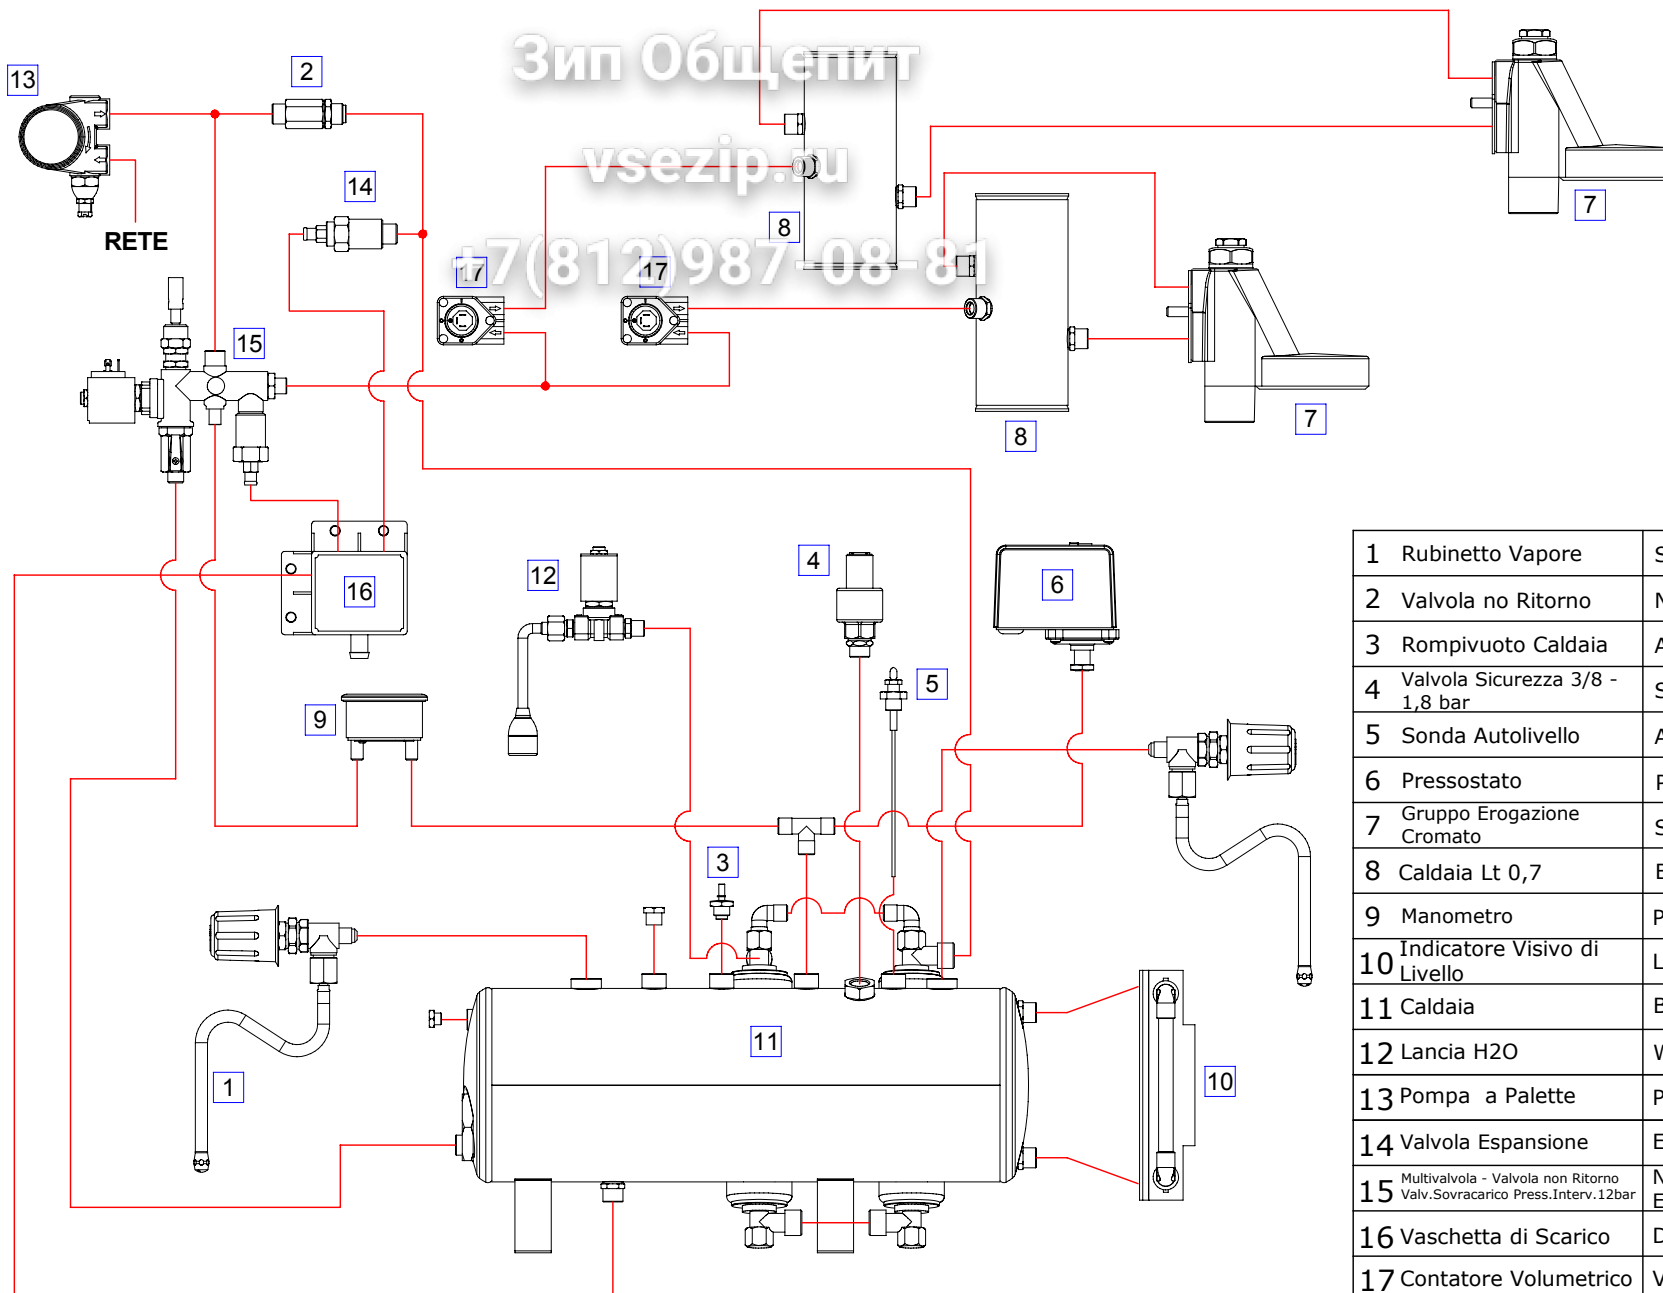 Зип Общепит
vsezip.ru
+7(812)987-08-81
13
2
14
RETE
15
17
17
8
7
8
7
16
12
4
6
5
9
3
11
1
10
1 Rubinetto Vapore S
2 Valvola no Ritorno N
3 Rompivuoto Caldaia A
4 Valvola Sicurezza 3/8 - S
1,8 bar
5 Sonda Autolivello A
6 Pressostato P
7 Gruppo Erogazione S
Cromato
8 Caldaia Lt 0,7
9 Manometro P
10 Indicatore Visivo di L
Livello
11 Caldaia B
12 Lancia H2O
13 Pompa a Palette P
14 Valvola Espansione E
15 Multivalvola - Valvola non Ritorno N
Valv.Sovracarico Press.Interv.12bar E
16 Vaschetta di Scarico D
17 Contatore Volumetrico V